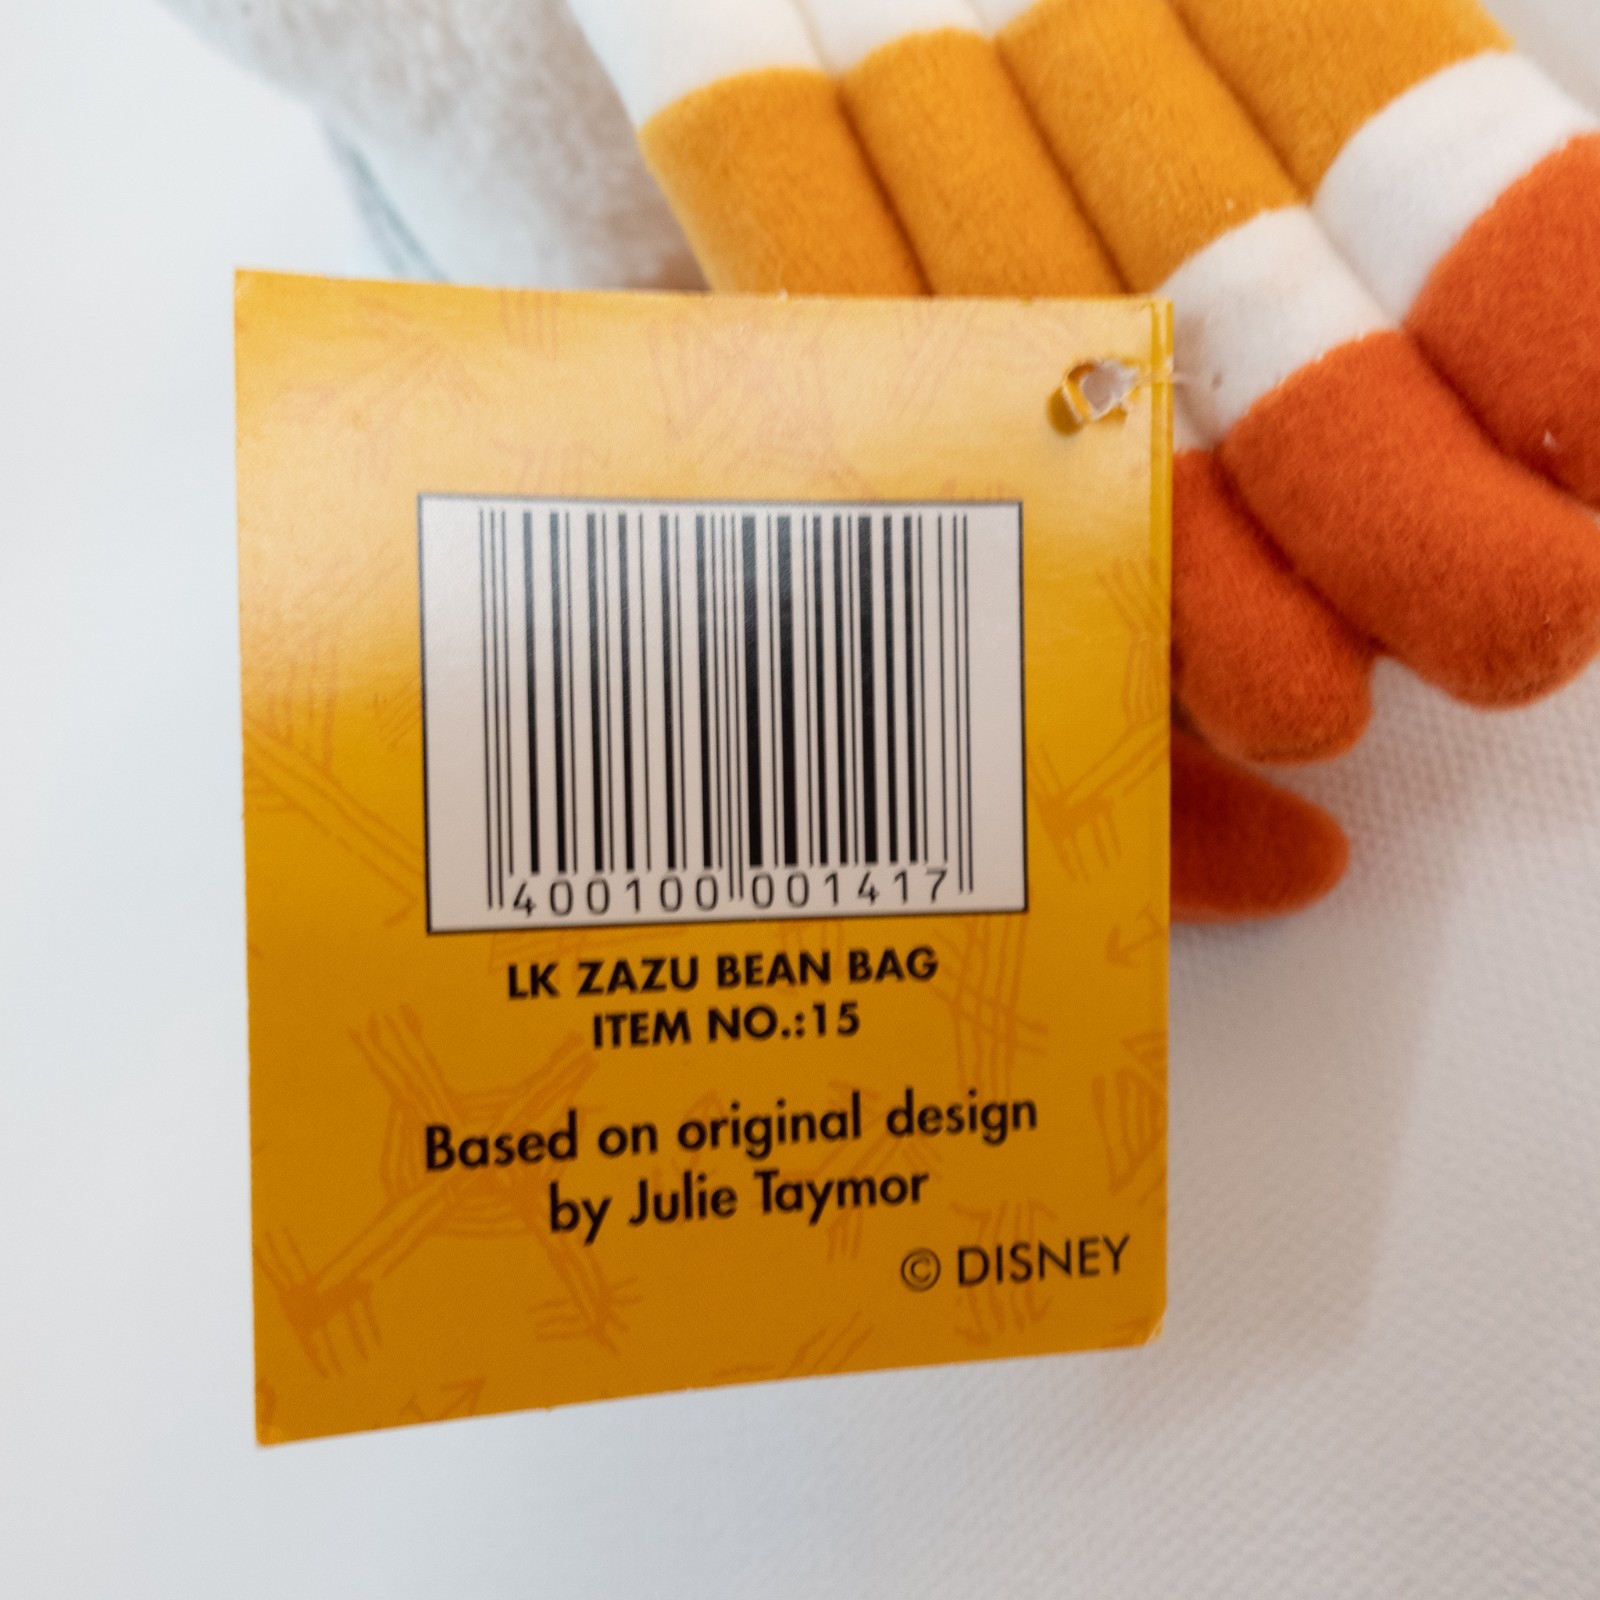 400100 001417
LK ZAZU BEAN BAG
ITEM NO.:15
Based on original design
by Julie Taymor
© DISNEY